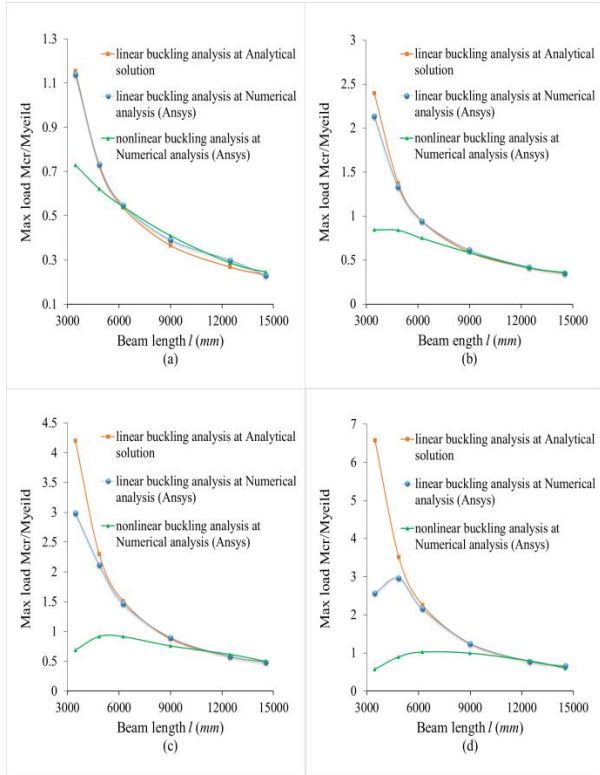 1.3
1.1
0.9
0.7
0.5
0.3
0.1
Max load Mcr/Myeild
linear buckling analysis at Analytical
solution
linear buckling analysis at Numerical
analysis (Ansys)
nonlinear buckling analysis at
Numerical analysis (Ansys)
3000 6000 9000 12000 15000
Beam length l (mm)
(a)
3
2.5
2
1.5
1
0.5
0
Max load Mcr/Myeild
linear buckling analysis at Analytical
solution
linear buckling analysis at Numerical
analysis (Ansys)
nonlinear buckling analysis at
Numerical analysis (Ansys)
3000 6000 9000 12000 15000
Beam ength l (mm)
(b)
4.5
4
3.5
3
2.5
2
1.5
1
0.5
0
Max load Mcr/Myeild
linear buckling analysis at Analytical
solution
linear buckling analysis at Numerical
analysis (Ansys)
nonlinear buckling analysis at
Numerical analysis (Ansys)
3000 6000 9000 12000 15000
Beam length l (mm)
(c)
7
6
5
4
3
2
1
0
Max load Mcr/Myeild
linear buckling analysis at Analytical
solution
linear buckling analysis at Numerical
analysis (Ansys)
nonlinear buckling analysis at
Numerical analysis (Ansys)
3000 6000 9000 12000 15000
Beam length l (mm)
(d)